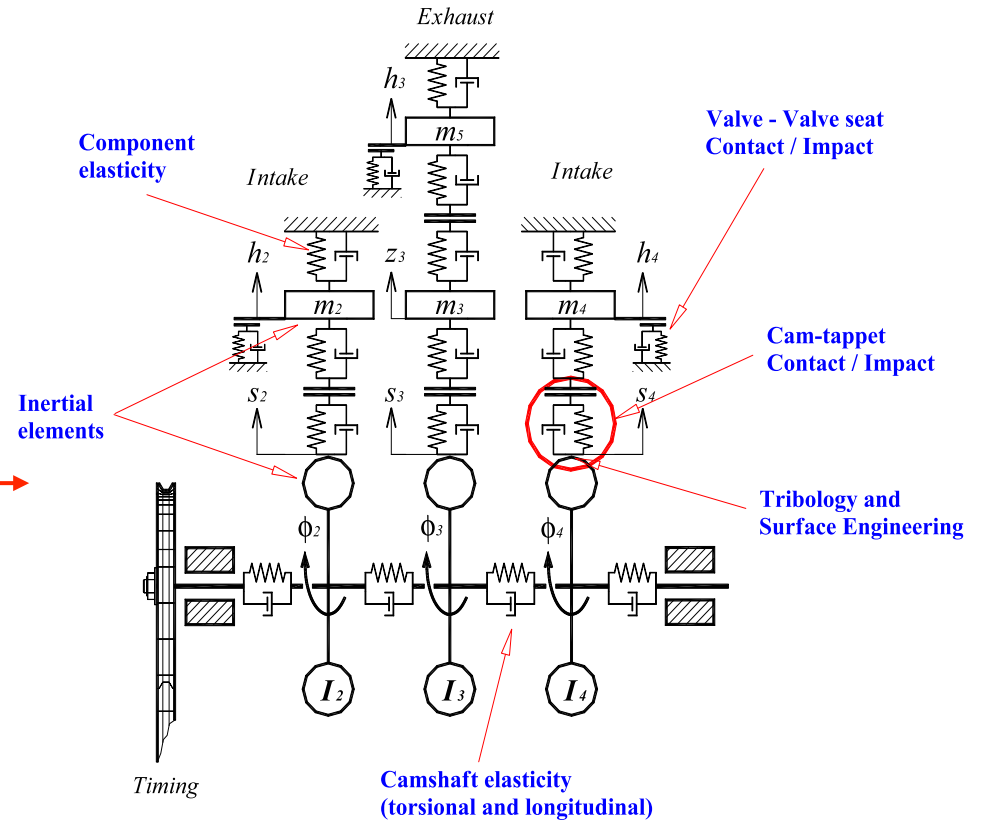 Exhaust
h3
m5
Valve - Valve seat
Contact / Impact
Component
elasticity
Intake
Intake
h2
z3
h4
m2
m3
m4
Cam-tappet
Contact / Impact
Inertial
elements
s2
s3
s4
Tribology and
Surface Engineering
ϕ2
ϕ3
ϕ4
I2
I3
I4
Timing
Camshaft elasticity
(torsional and longitudinal)